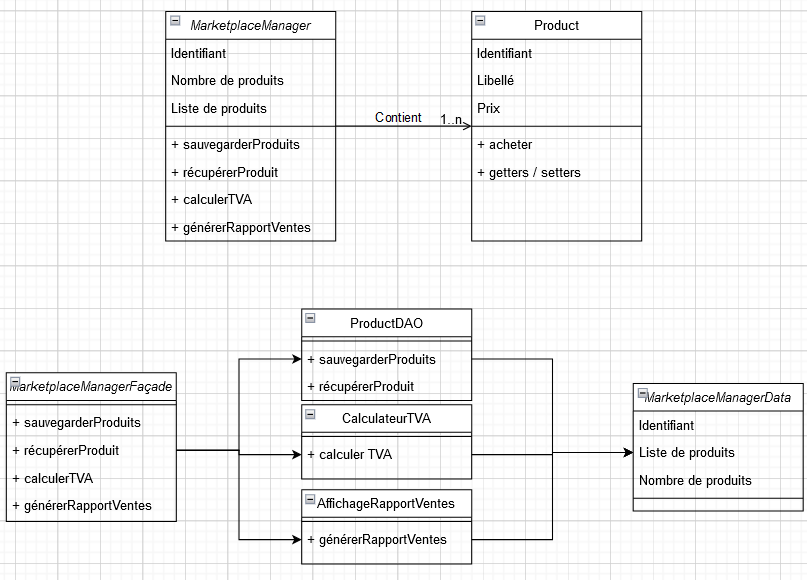 MarketplaceManager
Identifiant
Nombre de produits
Liste de produits
+ sauvegarderProduits
+ récupérerProduit
+ calculerTVA
+ générerRapportVentes
Contient
1..n
Product
Identifiant
Libellé
Prix
+ acheter
+ getters / setters
MarketplaceManagerFaçade
+ sauvegarderProduits
+ récupérerProduit
+ calculerTVA
+ générerRapportVentes
ProductDAO
+ sauvegarderProduits
+ récupérerProduit
CalculateurTVA
+ calculer TVA
AffichageRapportVentes
+ générerRapportVentes
MarketplaceManagerData
Identifiant
Liste de produits
Nombre de produits